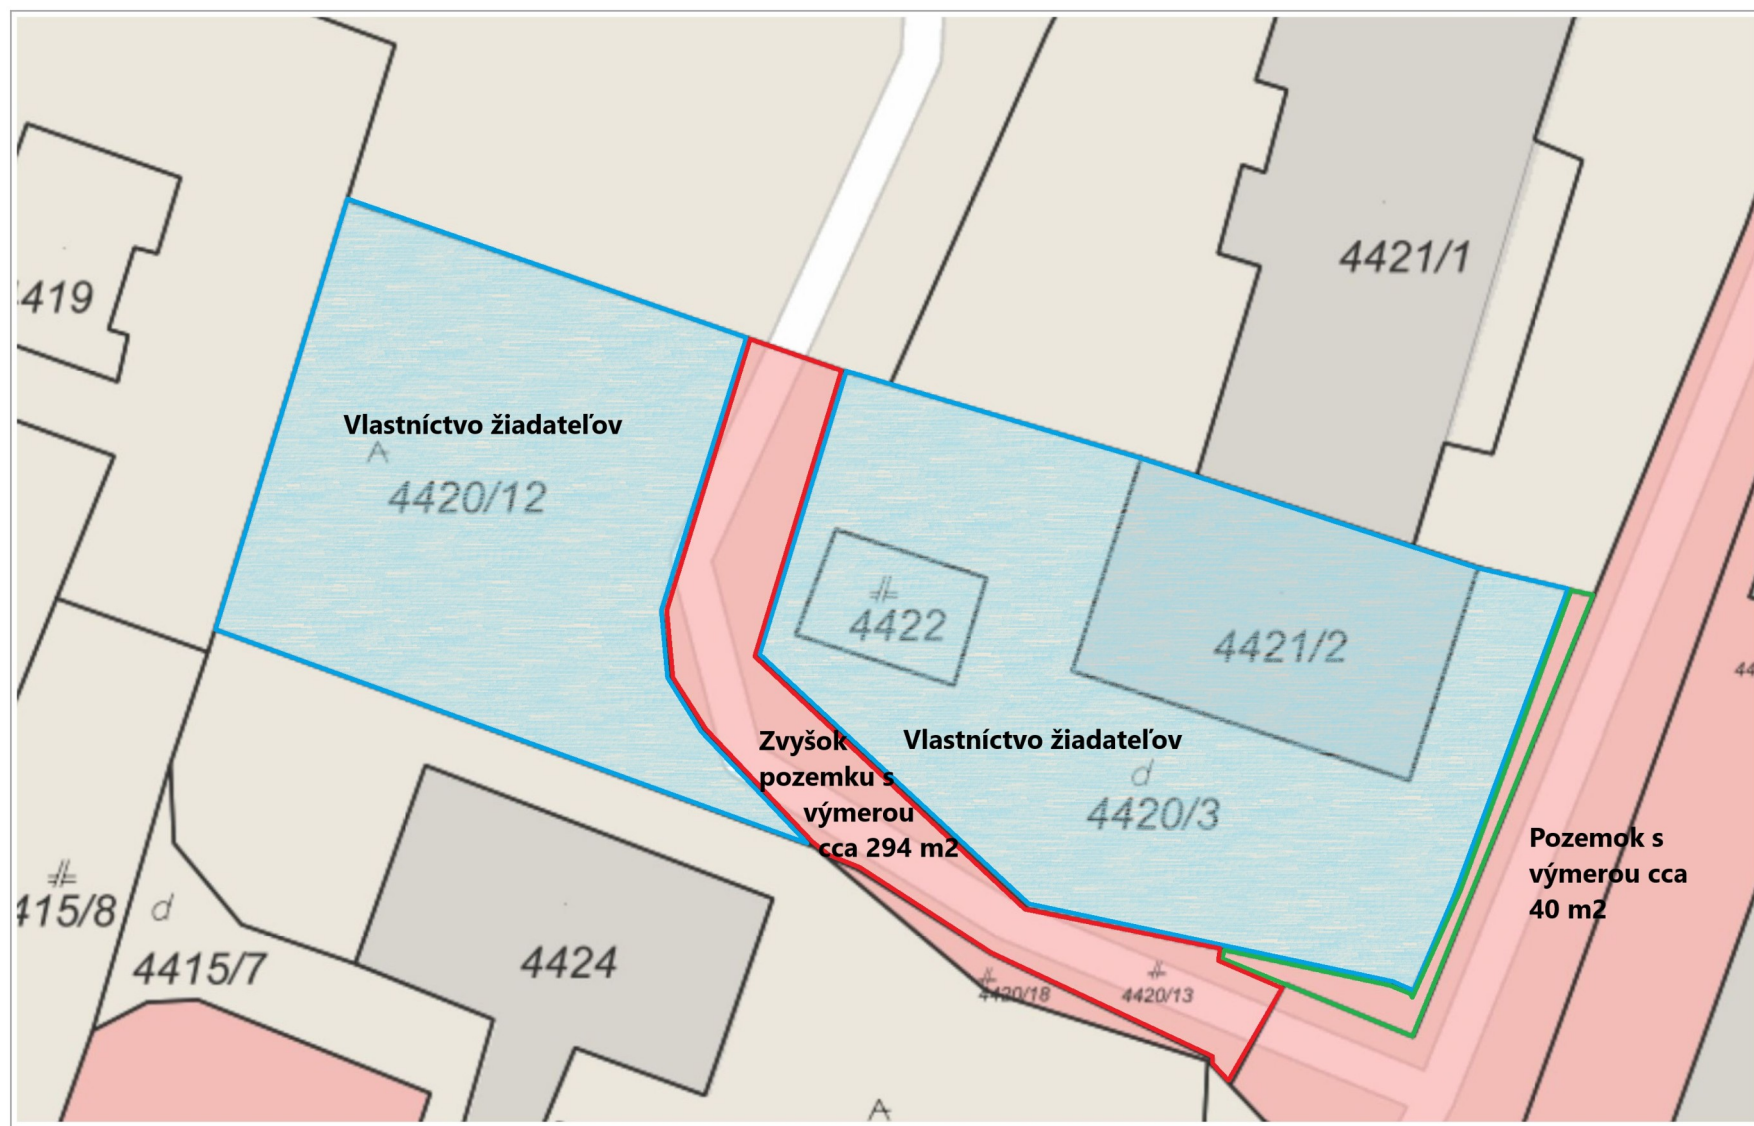 4421/1
419
Vlastníctvo žiadateľov
4420/12
4422
4421/2
Zvyšok
pozemku s
výmerou
cca 294 m2
Vlastníctvo žiadateľov
d
4420/3
Pozemok s
výmerou cca
40 m2
44
415/8
d
4415/7
4424
4420/18
4420/13